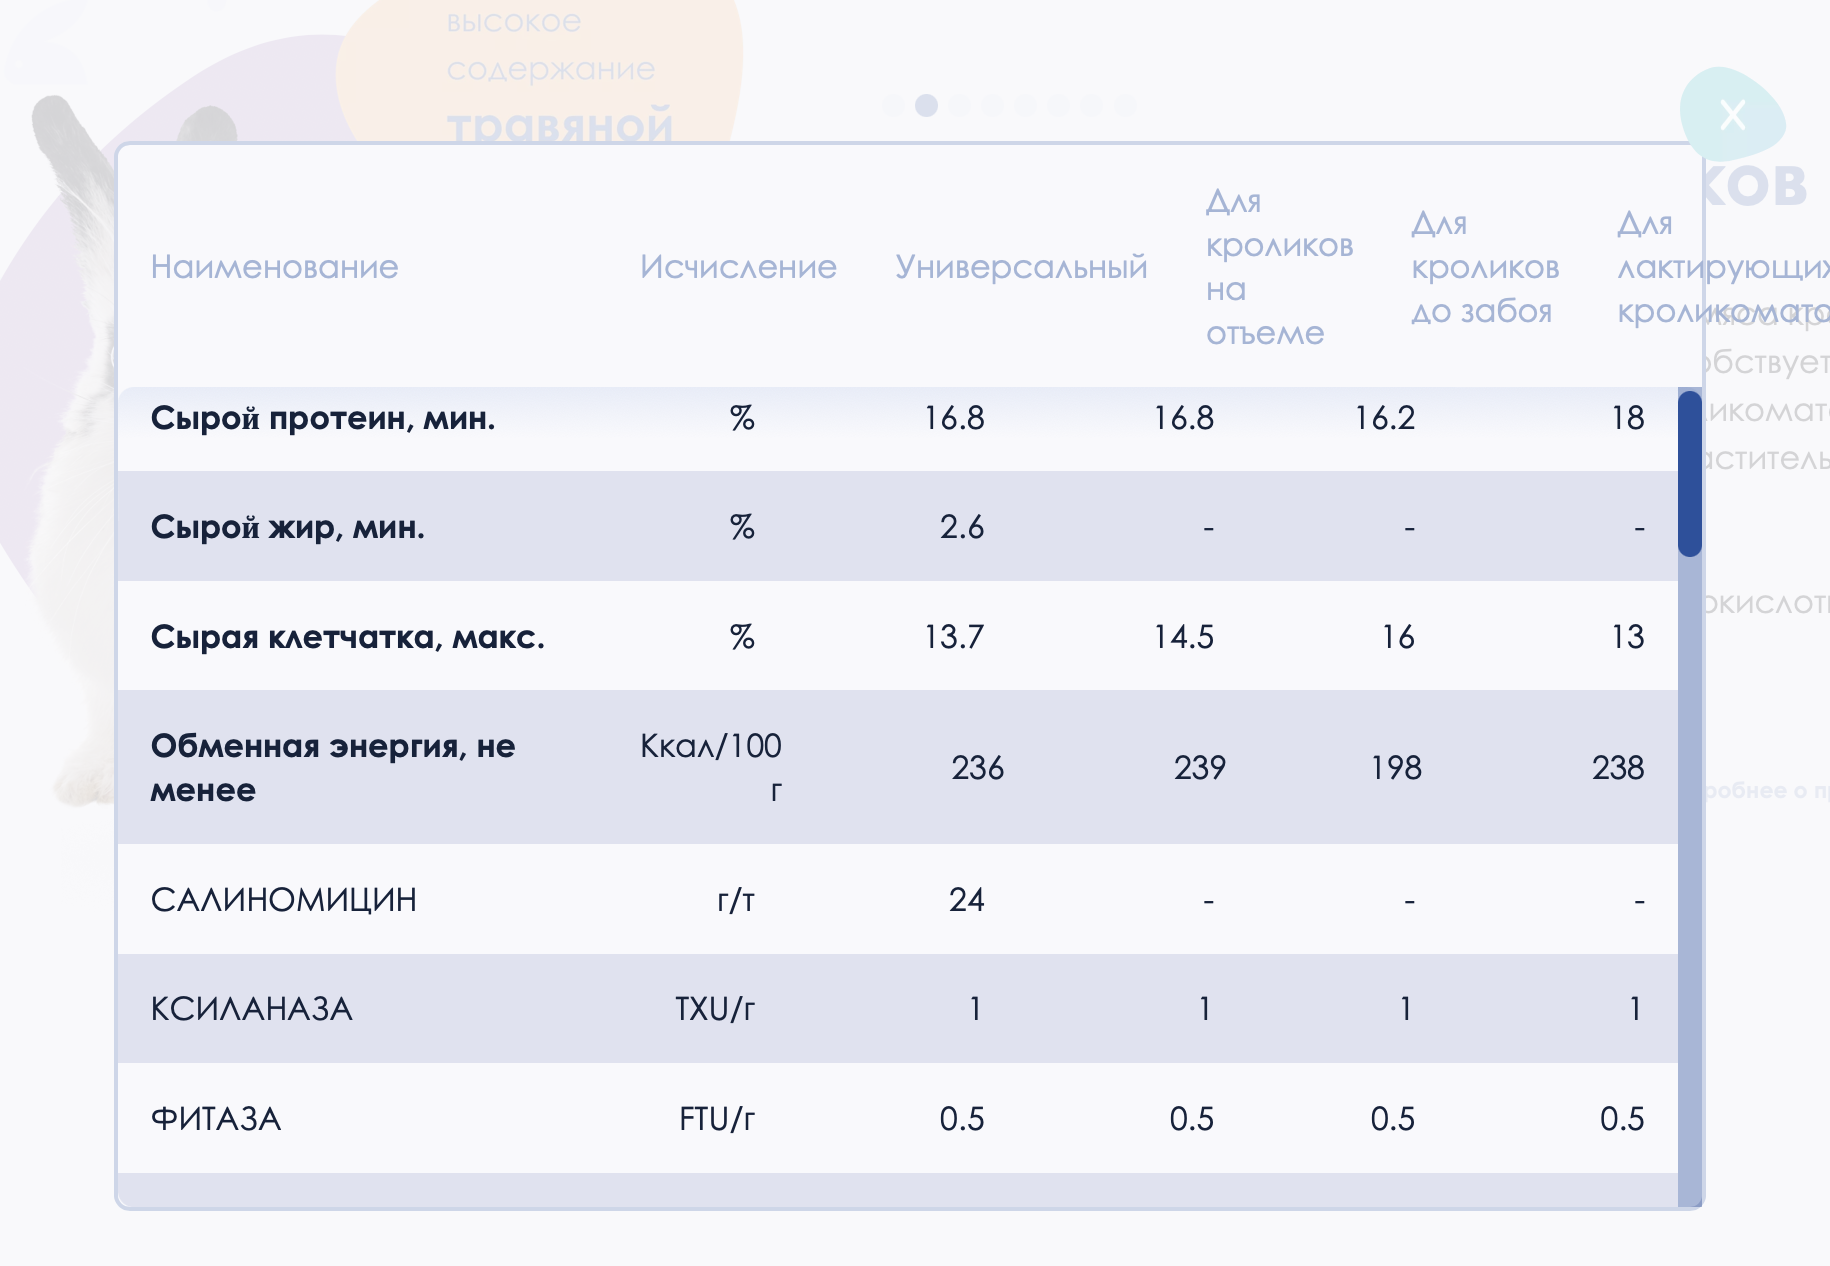 высокое
содержание
травяной
X
ков
Наименование
Исчисление
Универсальный
Для
кроликов
на
отъеме
Для
кроликов
до забоя
Для
лактирующих
Сырой протеин, мин. % 16.8 16.8 16.2 18
Сырой жир, мин. % 2.6 - - -
Сырая клетчатка, макс. % 13.7 14.5 16 13
Обменная энергия, не
менее
Ккал/100
г
236 239 198 238
САЛИНОМИЦИН г/т 24 - - -
КСИЛАНАЗА TXU/г 1 1 1 1
ФИТАЗА FTU/г 0.5 0.5 0.5 0.5